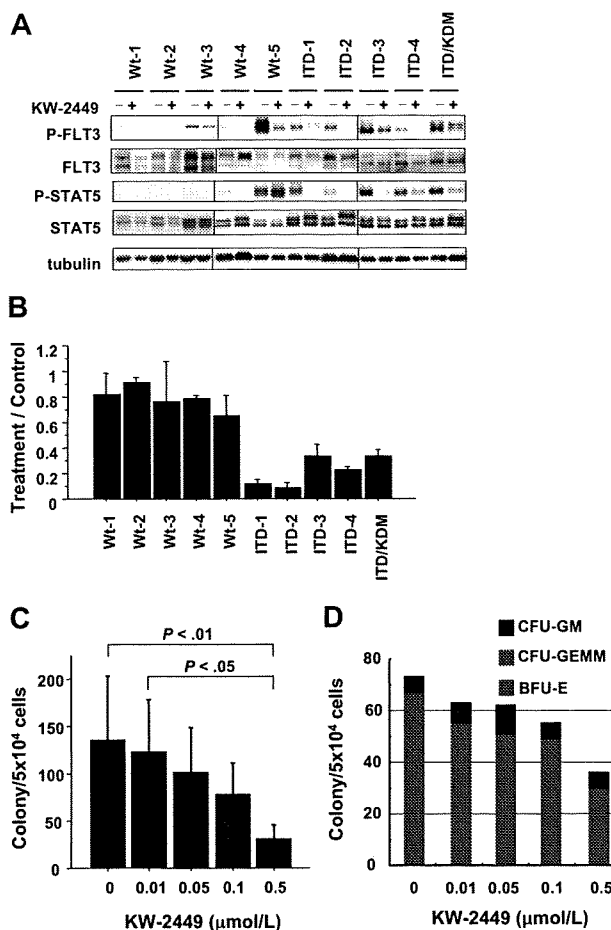 A
Wt-1 Wt-2 Wt-3 Wt-4 Wt-5 ITD-1 ITD-2 ITD-3 ITD-4 ITD/KDM
KW-2449 − + − + − + − + − + − + − + − + − + − +
P-FLT3
FLT3
P-STAT5
STAT5
tubulin
B
Treatment / Control
1.2
1
0.8
0.6
0.4
0.2
0
Wt-1 Wt-2 Wt-3 Wt-4 Wt-5 ITD-1 ITD-2 ITD-3 ITD-4 ITD/KDM
C
P < .01
P < .05
Colony/5x10⁴ cells
200
150
100
50
0
0 0.01 0.05 0.1 0.5
KW-2449 (μmol/L)
D
CFU-GM
CFU-GEMM
BFU-E
Colony/5x10⁴ cells
80
60
40
20
0
0 0.01 0.05 0.1 0.5
KW-2449 (μmol/L)